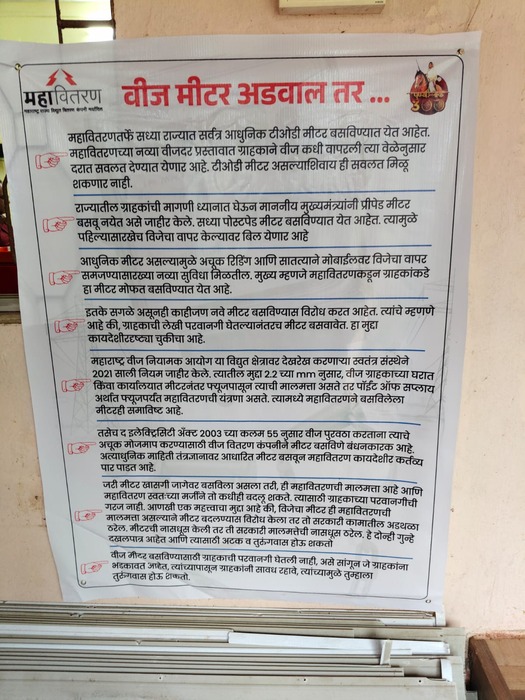 महावितरण
महाराष्ट्र राज्य विद्युत वितरण कंपनी मर्यादित
वीज मीटर अडवाल तर ...
महावितरणतर्फे सध्या राज्यात सर्वत्र आधुनिक टीओडी मीटर बसविण्यात येत आहेत.
महावितरणच्या नव्या वीजदर प्रस्तावात ग्राहकाने वीज कधी वापरली त्या वेळेनुसार
दरात सवलत देण्यात येणार आहे. टीओडी मीटर असल्याशिवाय ही सवलत मिळू
शकणार नाही.
राज्यातील ग्राहकांची मागणी ध्यानात घेऊन माननीय मुख्यमंत्र्यांनी प्रीपेड मीटर
बसवू नयेत असे जाहीर केले. सध्या पोस्टपेड मीटर बसविण्यात येत आहेत. त्यामुळे
पहिल्यासारखेच विजेचा वापर केल्यावर बिल येणार आहे
आधुनिक मीटर असल्यामुळे अचूक रिडिंग आणि सातत्याने मोबाईलवर विजेचा वापर
समजण्यासारख्या नव्या सुविधा मिळतील. मुख्य म्हणजे महावितरणकडून ग्राहकांकडे
हा मीटर मोफत बसविण्यात येत आहे.
इतके सगळे असूनही काहीजण नवे मीटर बसविण्यास विरोध करत आहेत. त्यांचे म्हणणे
आहे की, ग्राहकाची लेखी परवानगी घेतल्यानंतरच मीटर बसवावेत. हा मुद्दा
कायदेशीरदृष्ट्या चुकीचा आहे.
महाराष्ट्र वीज नियामक आयोग या विद्युत क्षेत्रावर देखरेख करणाऱ्या स्वतंत्र संस्थेने
2021 साली नियम जाहीर केले. त्यातील मुद्दा 2.2 च्या mm नुसार, वीज ग्राहकाच्या घरात
किंवा कार्यालयात मीटरनंतर फ्यूजपासून त्याची मालमत्ता असते तर पॉईंट ऑफ सप्लाय
अर्थात फ्यूजपर्यंत महावितरणची यंत्रणा असते. त्यामध्ये महावितरणने बसविलेला
मीटरही समाविष्ट आहे.
तसेच द इलेक्ट्रिसिटी ॲक्ट 2003 च्या कलम 55 नुसार वीज पुरवठा करताना त्याचे
अचूक मोजमाप करण्यासाठी वीज वितरण कंपनीने मीटर बसविणे बंधनकारक आहे.
अत्याधुनिक माहिती तंत्रज्ञानावर आधारित मीटर बसवून महावितरण कायदेशीर कर्तव्य
पार पाडत आहे.
जरी मीटर खासगी जागेवर बसविला असला तरी, ही महावितरणची मालमत्ता आहे आणि
महावितरण स्वतःच्या मर्जीने तो कधीही बदलू शकते. त्यासाठी ग्राहकाच्या परवानगीची
गरज नाही. आणखी एक महत्त्वाचा मुद्दा आहे की, विजेचा मीटर ही महावितरणची
मालमत्ता असल्याने मीटर बदलण्यास विरोध केला तर तो सरकारी कामातील अडथळा
ठरेल. मीटरची नासधूस केली तर ती सरकारी मालमत्तेची नासधूस ठरेल. हे दोन्ही गुन्हे
दखलपात्र आहेत आणि त्यासाठी अटक व तुरुंगवास होऊ शकतो
वीज मीटर बसविण्यासाठी ग्राहकाची परवानगी घेतली नाही, असे सांगून जे ग्राहकांना
भडकावत आहेत, त्यांच्यापासून ग्राहकांनी सावध रहावे, त्यांच्यामुळे तुम्हाला
तुरुंगवास होऊ शकतो.